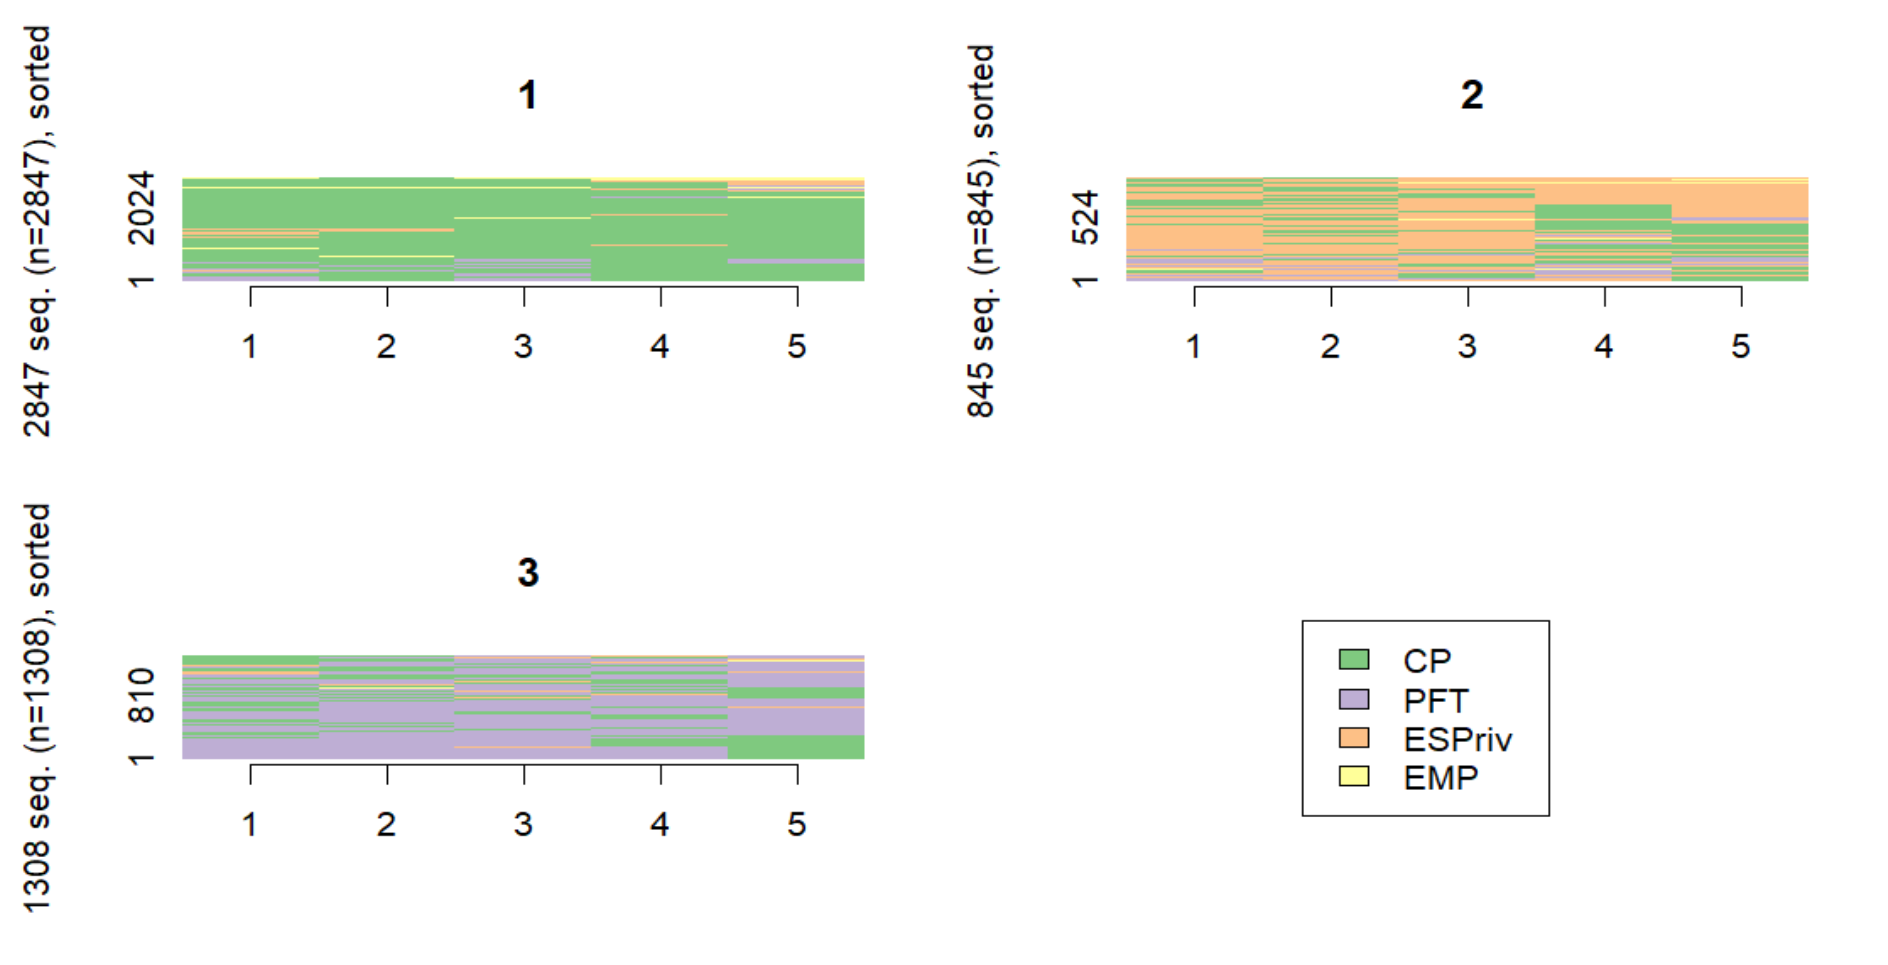 1
2847 seq. (n=2847), sorted
2024
1
1 2 3 4 5
2
845 seq. (n=845), sorted
524
1
1 2 3 4 5
3
1308 seq. (n=1308), sorted
810
1
1 2 3 4 5
CP
PFT
ESPriv
EMP